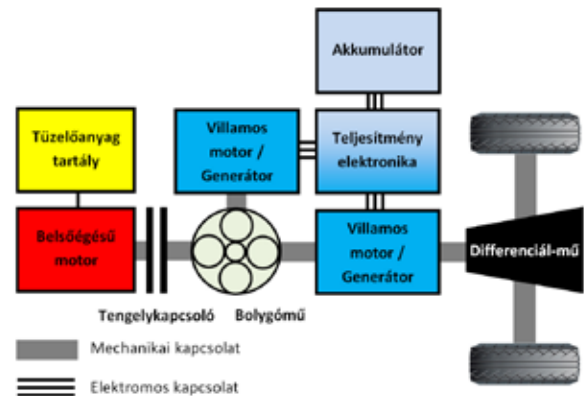 Akkumulátor
Tüzelőanyag
tartály
Villamos
motor /
Generátor
Teljesítmény
elektronika
Belsőégésű
motor
Villamos
motor /
Generátor
Differenciál-mű
Tengelykapcsoló
Bolygómű
Mechanikai kapcsolat
Elektromos kapcsolat